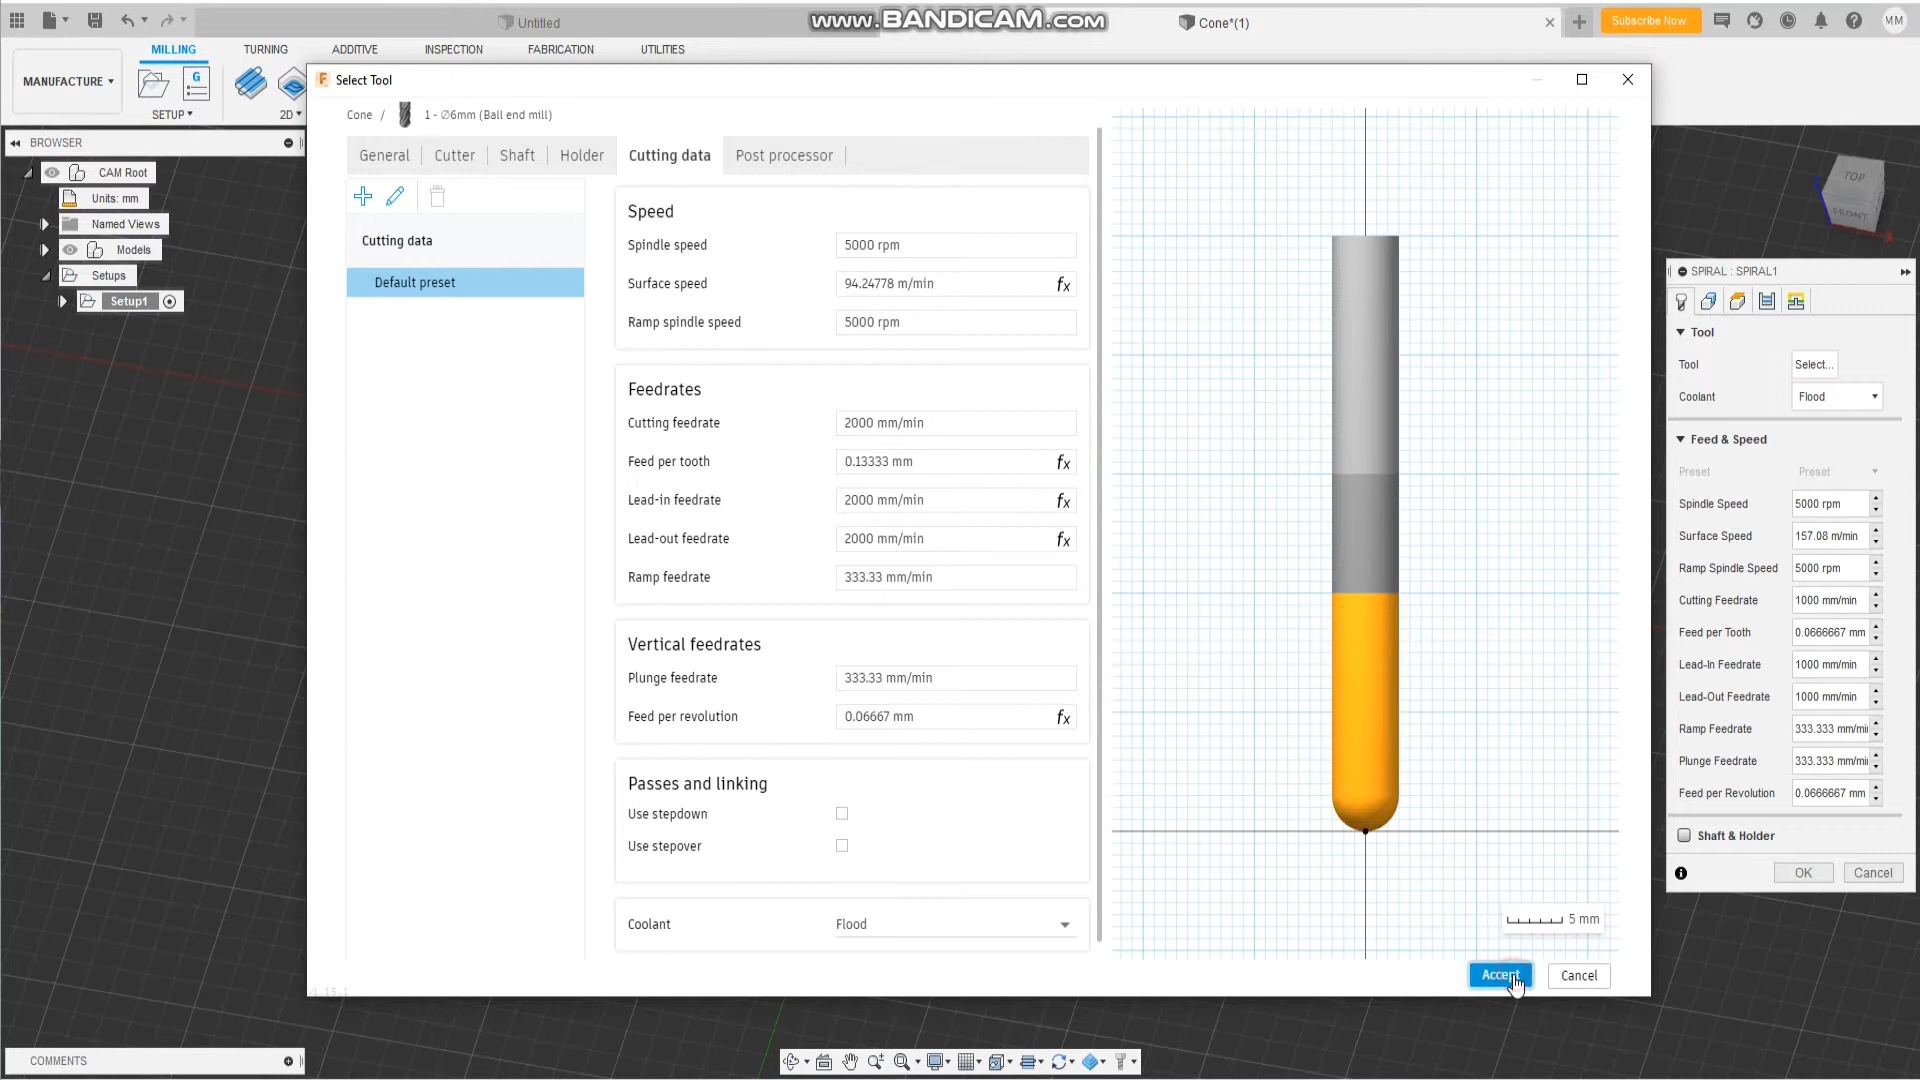 Untitled
www.BANDICAM.com
Cone*(1)
Subscribe Now
MM
MILLING
TURNING
ADDITIVE
INSPECTION
FABRICATION
UTILITIES
MANUFACTURE
G
SETUP
2D
Select Tool
BROWSER
CAM Root
Units: mm
Named Views
Models
Setups
Setup1
Cone / 1 - Ø6mm (Ball end mill)
General
Cutter
Shaft
Holder
Cutting data
Post processor
Cutting data
Default preset
Speed
Spindle speed 5000 rpm
Surface speed 94.24778 m/min fx
Ramp spindle speed 5000 rpm
Feedrates
Cutting feedrate 2000 mm/min
Feed per tooth 0.13333 mm fx
Lead-in feedrate 2000 mm/min fx
Lead-out feedrate 2000 mm/min fx
Ramp feedrate 333.33 mm/min
Vertical feedrates
Plunge feedrate 333.33 mm/min
Feed per revolution 0.06667 mm fx
Passes and linking
Use stepdown
Use stepover
Coolant Flood
5 mm
Accept
Cancel
v1.15.1
TOP
FRONT
Z
X
SPIRAL : SPIRAL1
Tool
Tool Select...
Coolant Flood
Feed & Speed
Preset Preset
Spindle Speed 5000 rpm
Surface Speed 157.08 m/min
Ramp Spindle Speed 5000 rpm
Cutting Feedrate 1000 mm/min
Feed per Tooth 0.0666667 mm
Lead-In Feedrate 1000 mm/min
Lead-Out Feedrate 1000 mm/min
Ramp Feedrate 333.333 mm/mi
Plunge Feedrate 333.333 mm/mi
Feed per Revolution 0.0666667 mm
Shaft & Holder
OK
Cancel
COMMENTS